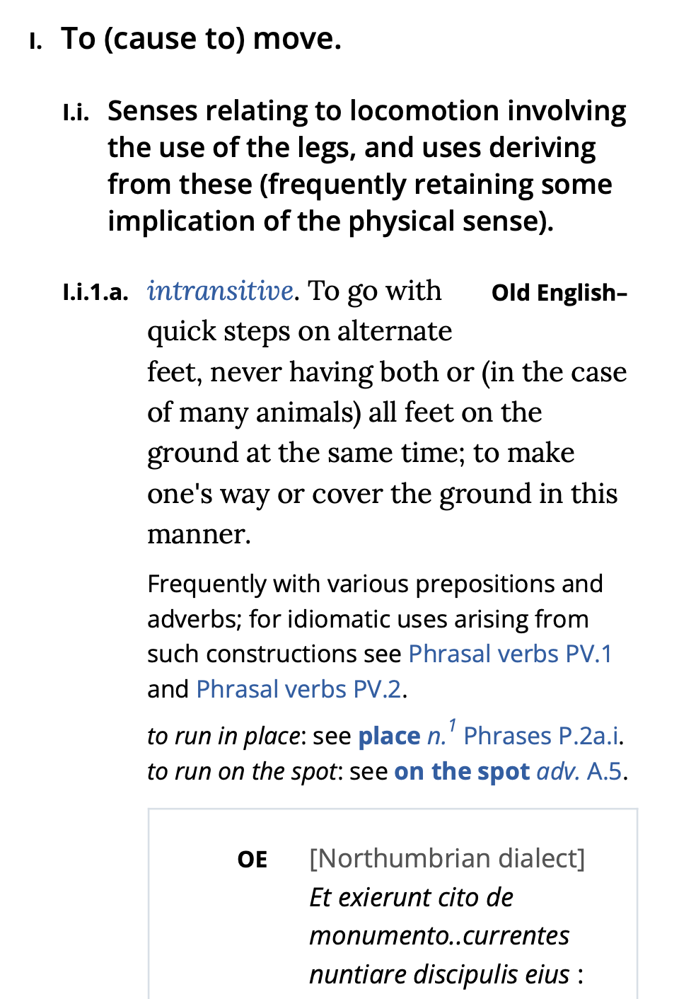 I. To (cause to) move.
I.i. Senses relating to locomotion involving
the use of the legs, and uses deriving
from these (frequently retaining some
implication of the physical sense).
I.i.1.a. intransitive. To go with Old English–
quick steps on alternate
feet, never having both or (in the case
of many animals) all feet on the
ground at the same time; to make
one's way or cover the ground in this
manner.
Frequently with various prepositions and
adverbs; for idiomatic uses arising from
such constructions see Phrasal verbs PV.1
and Phrasal verbs PV.2.
to run in place: see place n.¹ Phrases P.2a.i.
to run on the spot: see on the spot adv. A.5.
OE [Northumbrian dialect]
Et exierunt cito de
monumento..currentes
nuntiare discipulis eius :